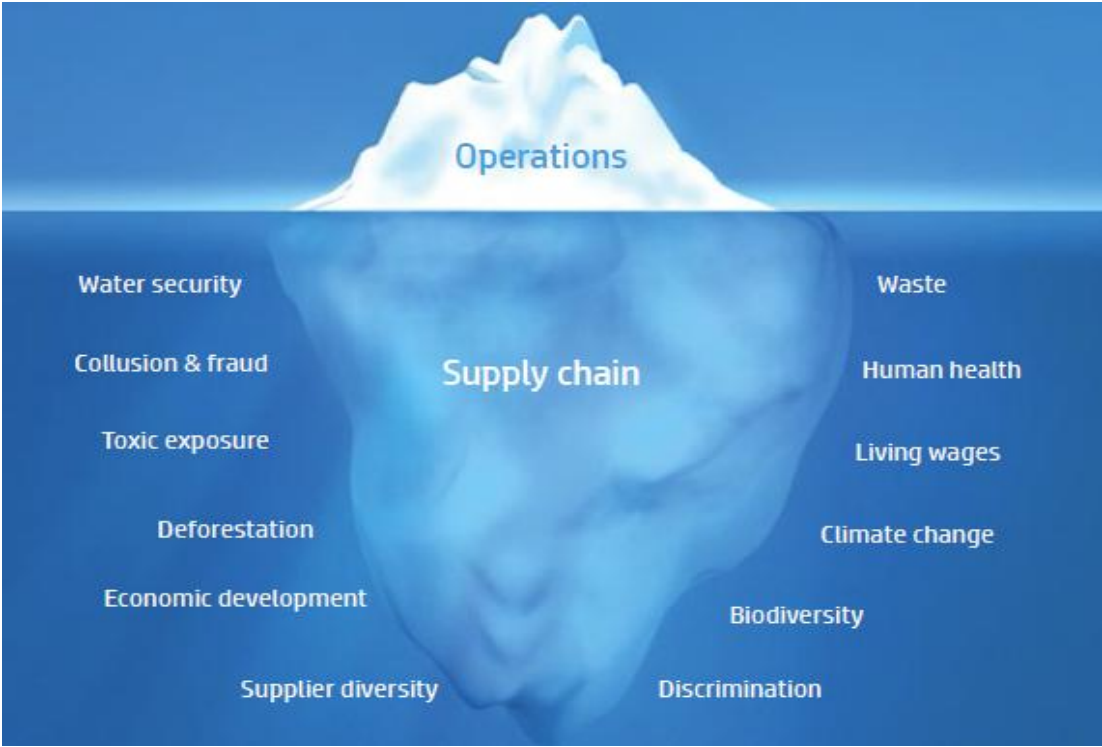 Operations
Water security
Waste
Collusion & fraud
Supply chain
Human health
Toxic exposure
Living wages
Deforestation
Climate change
Economic development
Biodiversity
Supplier diversity
Discrimination